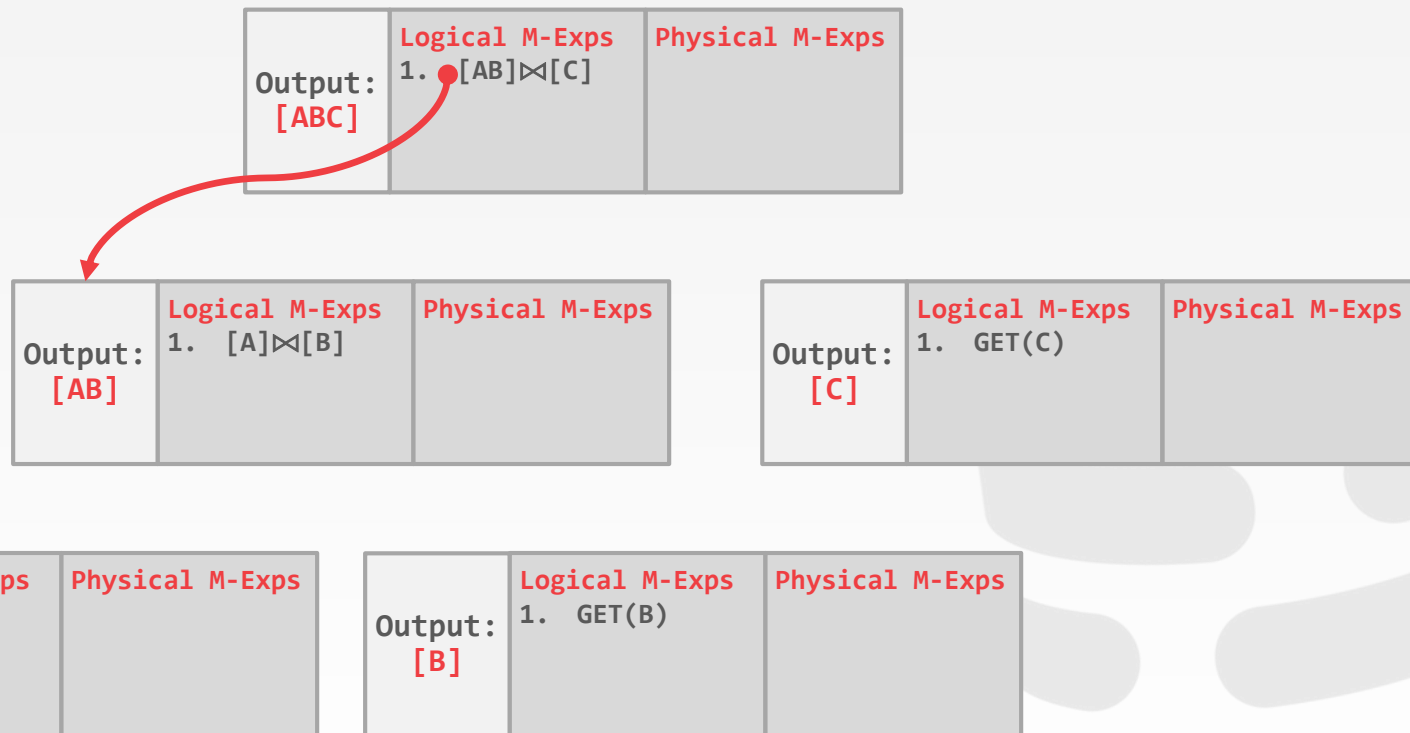 Output:
[ABC]
Logical M-Exps
1. [AB]⋈[C]
Physical M-Exps
Output:
[AB]
Logical M-Exps
1. [A]⋈[B]
Physical M-Exps
Output:
[C]
Logical M-Exps
1. GET(C)
Physical M-Exps
ps
Physical M-Exps
Output:
[B]
Logical M-Exps
1. GET(B)
Physical M-Exps